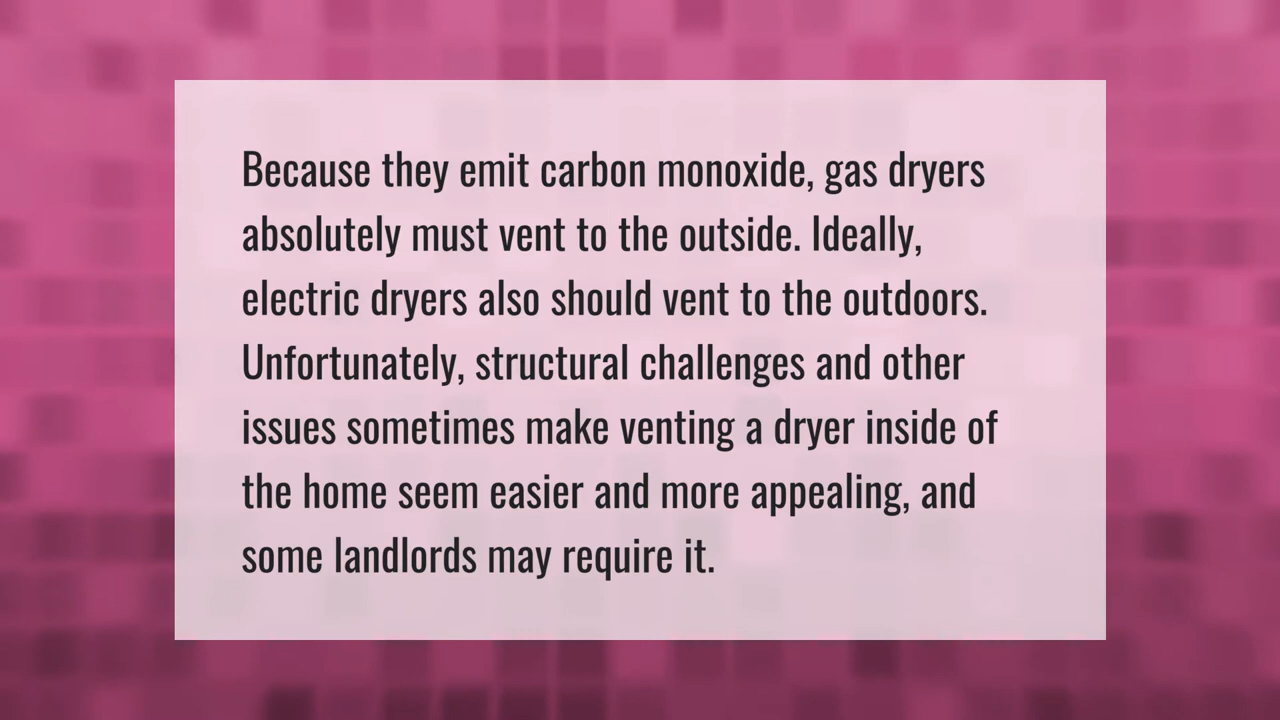 Because they emit carbon monoxide, gas dryers
absolutely must vent to the outside. Ideally,
electric dryers also should vent to the outdoors.
Unfortunately, structural challenges and other
issues sometimes make venting a dryer inside of
the home seem easier and more appealing, and
some landlords may require it.